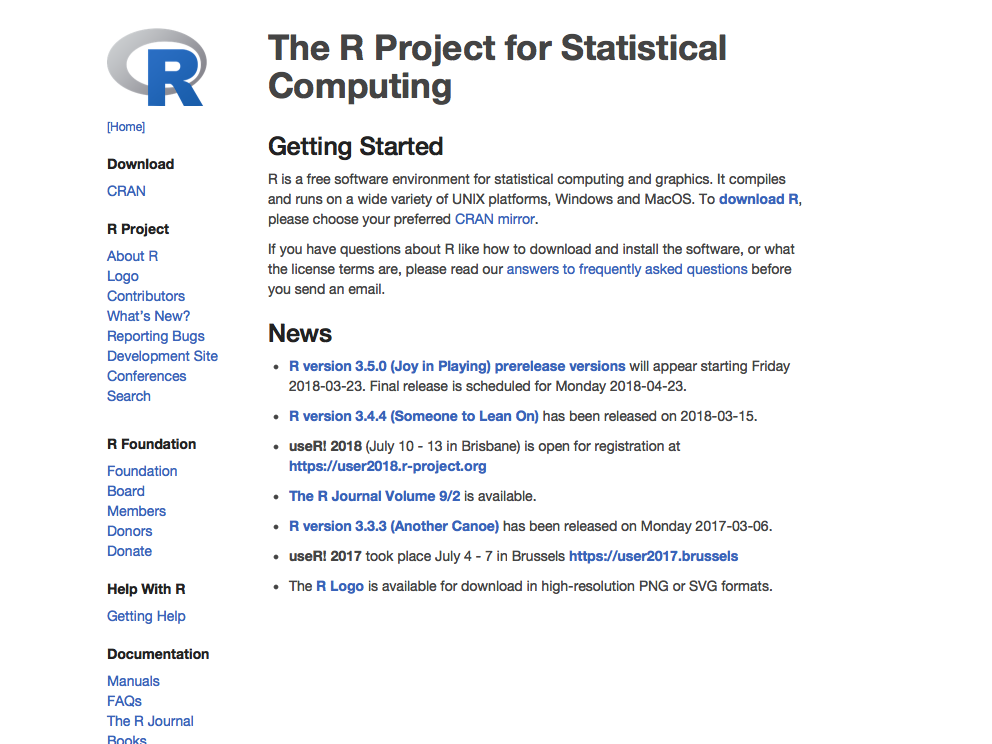 R
[Home]
Download
CRAN
R Project
About R
Logo
Contributors
What's New?
Reporting Bugs
Development Site
Conferences
Search
R Foundation
Foundation
Board
Members
Donors
Donate
Help With R
Getting Help
Documentation
Manuals
FAQs
The R Journal
Books
The R Project for Statistical
Computing
Getting Started
R is a free software environment for statistical computing and graphics. It compiles
and runs on a wide variety of UNIX platforms, Windows and MacOS. To download R,
please choose your preferred CRAN mirror.
If you have questions about R like how to download and install the software, or what
the license terms are, please read our answers to frequently asked questions before
you send an email.
News
• R version 3.5.0 (Joy in Playing) prerelease versions will appear starting Friday
2018-03-23. Final release is scheduled for Monday 2018-04-23.
• R version 3.4.4 (Someone to Lean On) has been released on 2018-03-15.
• useR! 2018 (July 10 - 13 in Brisbane) is open for registration at
https://user2018.r-project.org
• The R Journal Volume 9/2 is available.
• R version 3.3.3 (Another Canoe) has been released on Monday 2017-03-06.
• useR! 2017 took place July 4 - 7 in Brussels https://user2017.brussels
• The R Logo is available for download in high-resolution PNG or SVG formats.